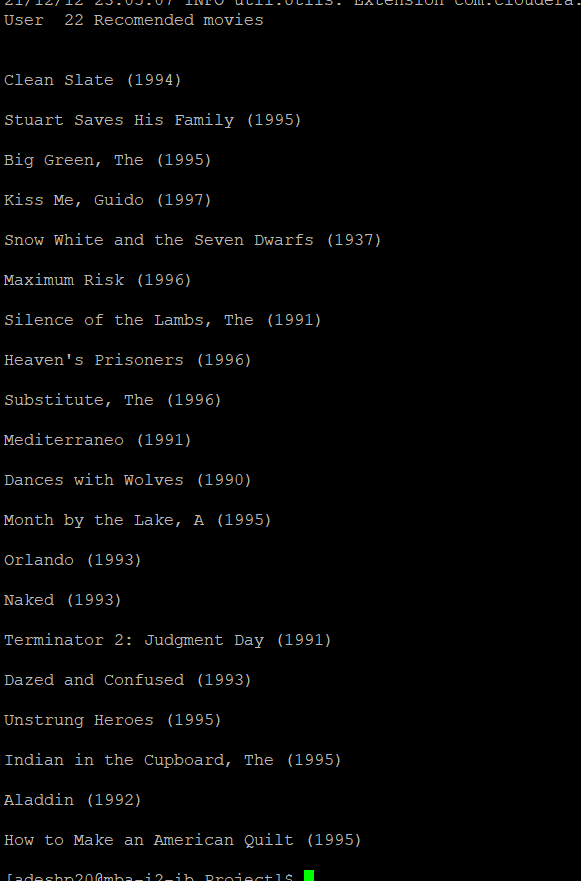 21/12/12 23:05:07 INFO util.Utils: Extension com.cloudera.
User  22 Recomended movies
Clean Slate (1994)
Stuart Saves His Family (1995)
Big Green, The (1995)
Kiss Me, Guido (1997)
Snow White and the Seven Dwarfs (1937)
Maximum Risk (1996)
Silence of the Lambs, The (1991)
Heaven's Prisoners (1996)
Substitute, The (1996)
Mediterraneo (1991)
Dances with Wolves (1990)
Month by the Lake, A (1995)
Orlando (1993)
Naked (1993)
Terminator 2: Judgment Day (1991)
Dazed and Confused (1993)
Unstrung Heroes (1995)
Indian in the Cupboard, The (1995)
Aladdin (1992)
How to Make an American Quilt (1995)
Project]$